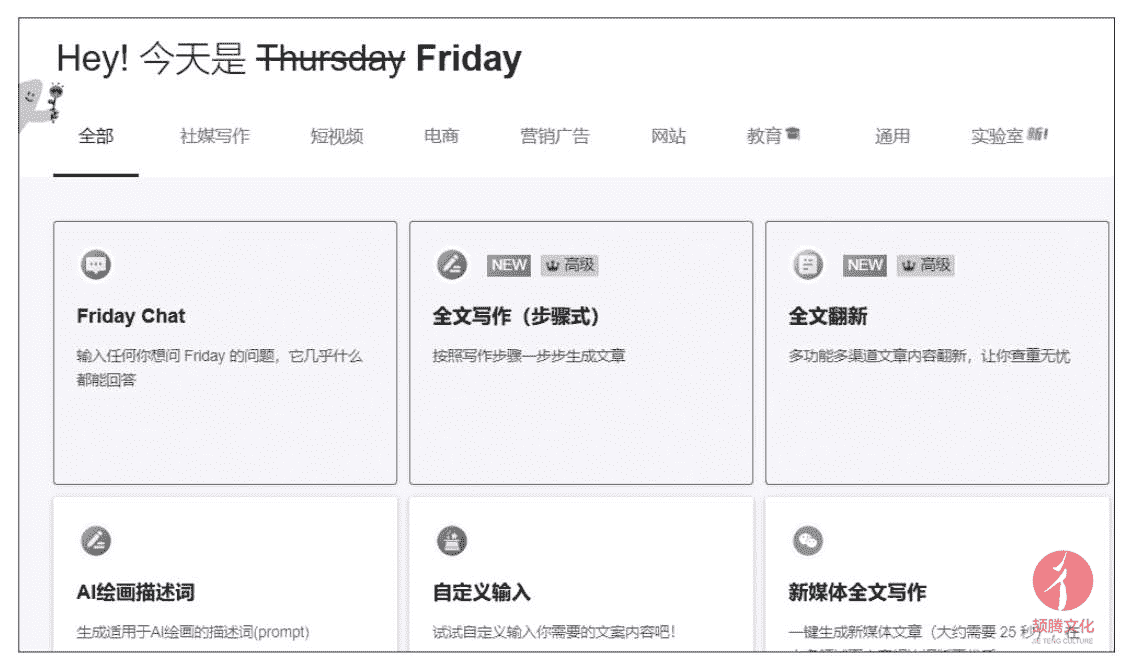 Hey! 今天是 Thursday Friday
全部 社媒写作 短视频 电商 营销广告 网站 教育 通用 实验室 新!
Friday Chat
输入任何你想问 Friday 的问题，它几乎什么
都能回答
NEW 高级
全文写作（步骤式）
按照写作步骤一步步生成文章
NEW 高级
全文翻新
多功能多渠道文章内容翻新，让你查重无忧
AI绘画描述词
生成适用于AI绘画的描述词(prompt)
自定义输入
试试自定义输入你需要的文案内容吧！
新媒体全文写作
一键生成新媒体文章（大约需要 25 秒），在
颉腾文化
JIE TENG CULTURE